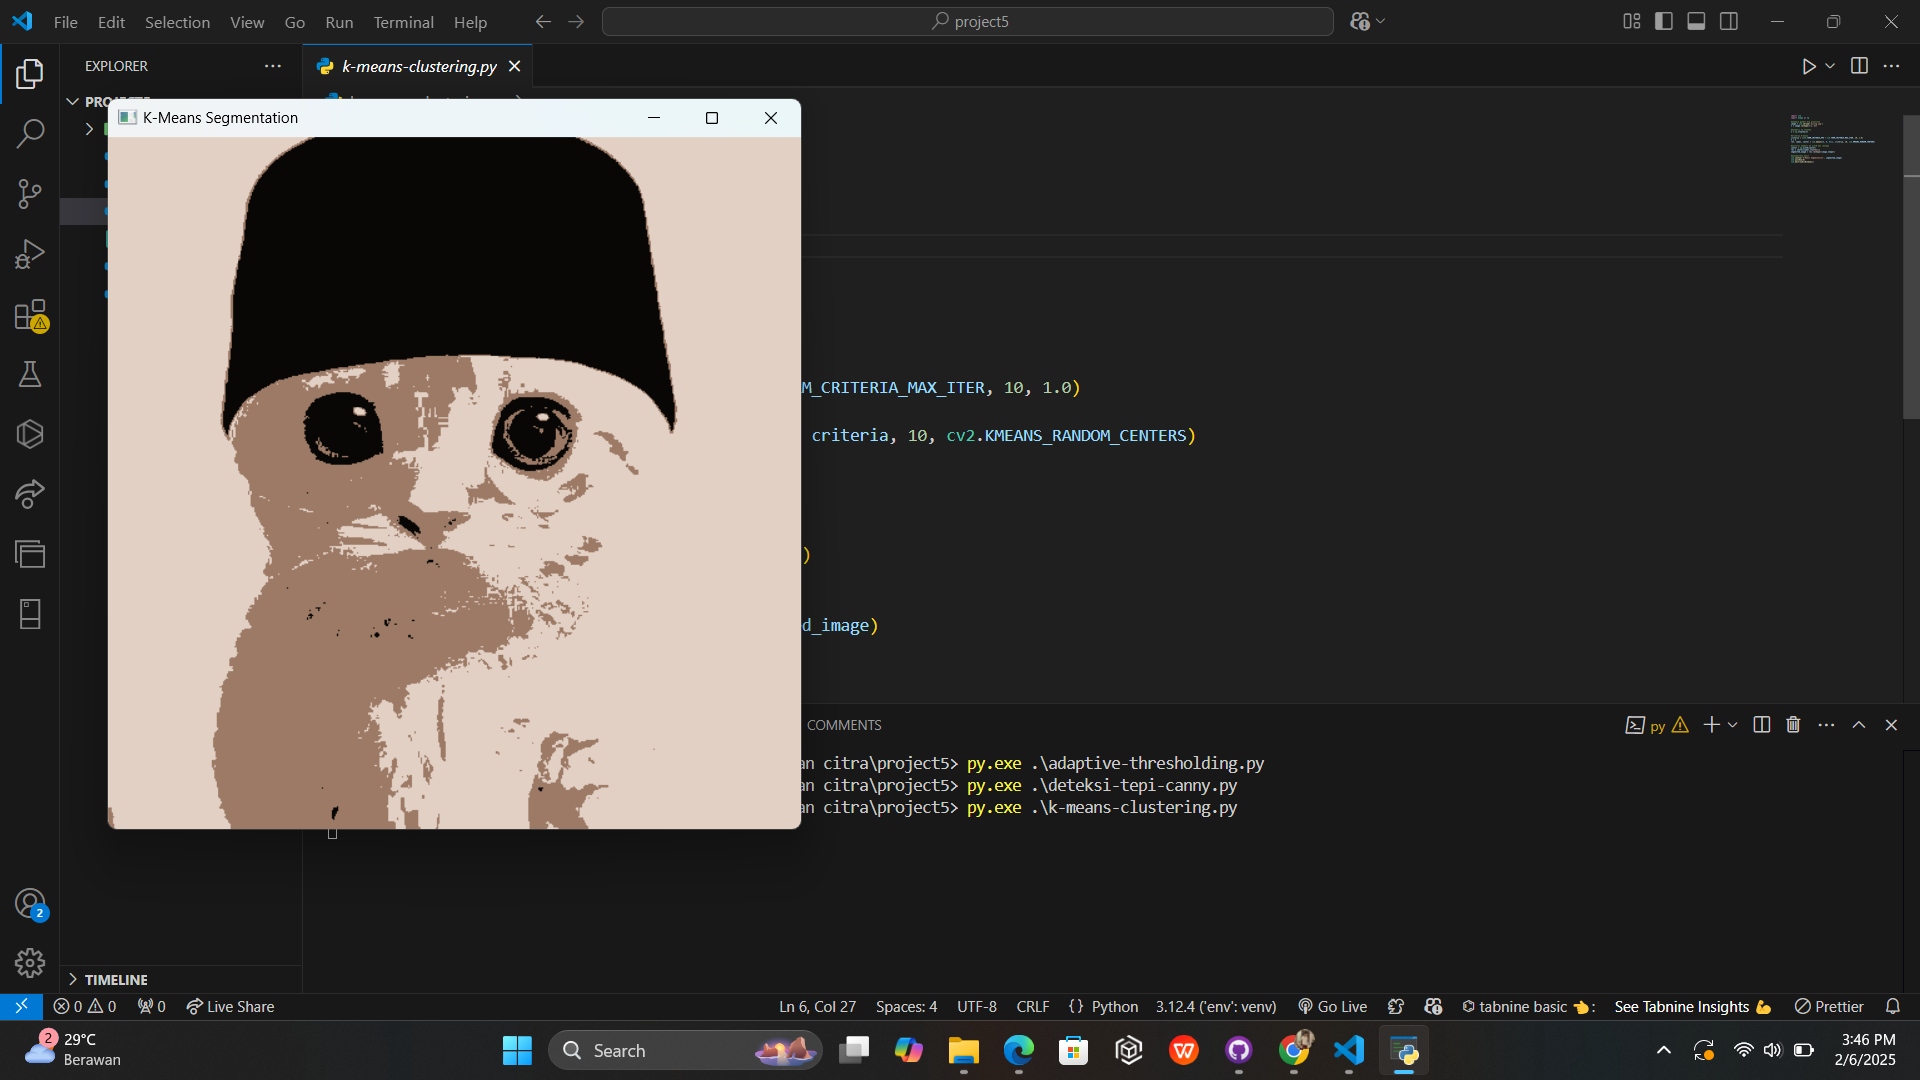 File Edit Selection View Go Run Terminal Help
project5
EXPLORER
k-means-clustering.py
K-Means Segmentation
M_CRITERIA_MAX_ITER, 10, 1.0)
criteria, 10, cv2.KMEANS_RANDOM_CENTERS)
)
d_image)
COMMENTS
py
an citra\project5> py.exe .\adaptive-thresholding.py
an citra\project5> py.exe .\deteksi-tepi-canny.py
an citra\project5> py.exe .\k-means-clustering.py
2
TIMELINE
0 0 0 Live Share
Ln 6, Col 27 Spaces: 4 UTF-8 CRLF {} Python 3.12.4 ('env': venv) Go Live tabnine basic : See Tabnine Insights Prettier
2 29°C
Berawan
Search
3:46 PM
2/6/2025